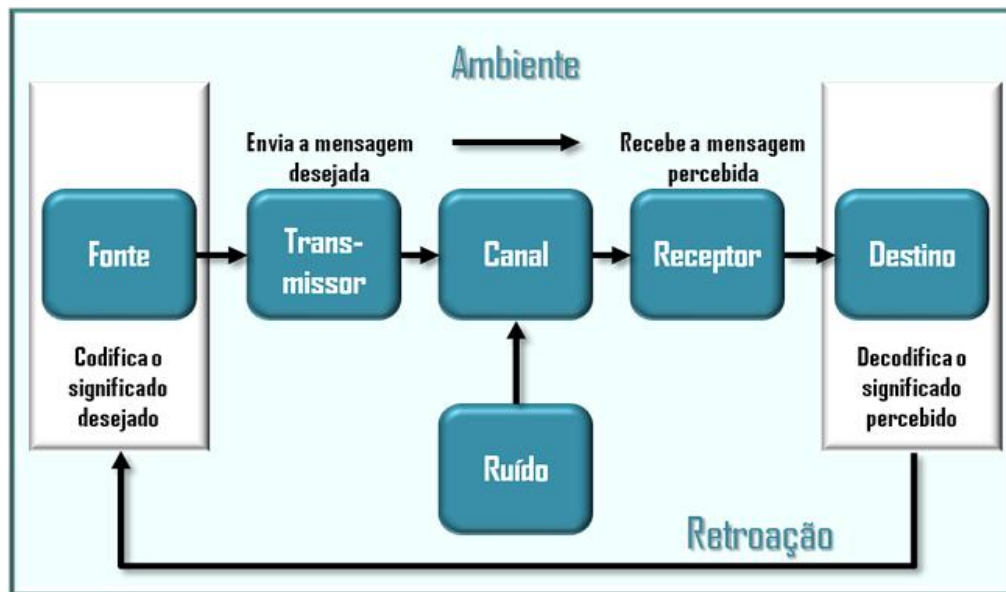 Ambiente
Envia a mensagem
desejada
Recebe a mensagem
percebida
Fonte
Trans-
missor
Canal
Receptor
Destino
Codifica o
significado
desejado
Decodifica o
significado
percebido
Ruído
Retroação